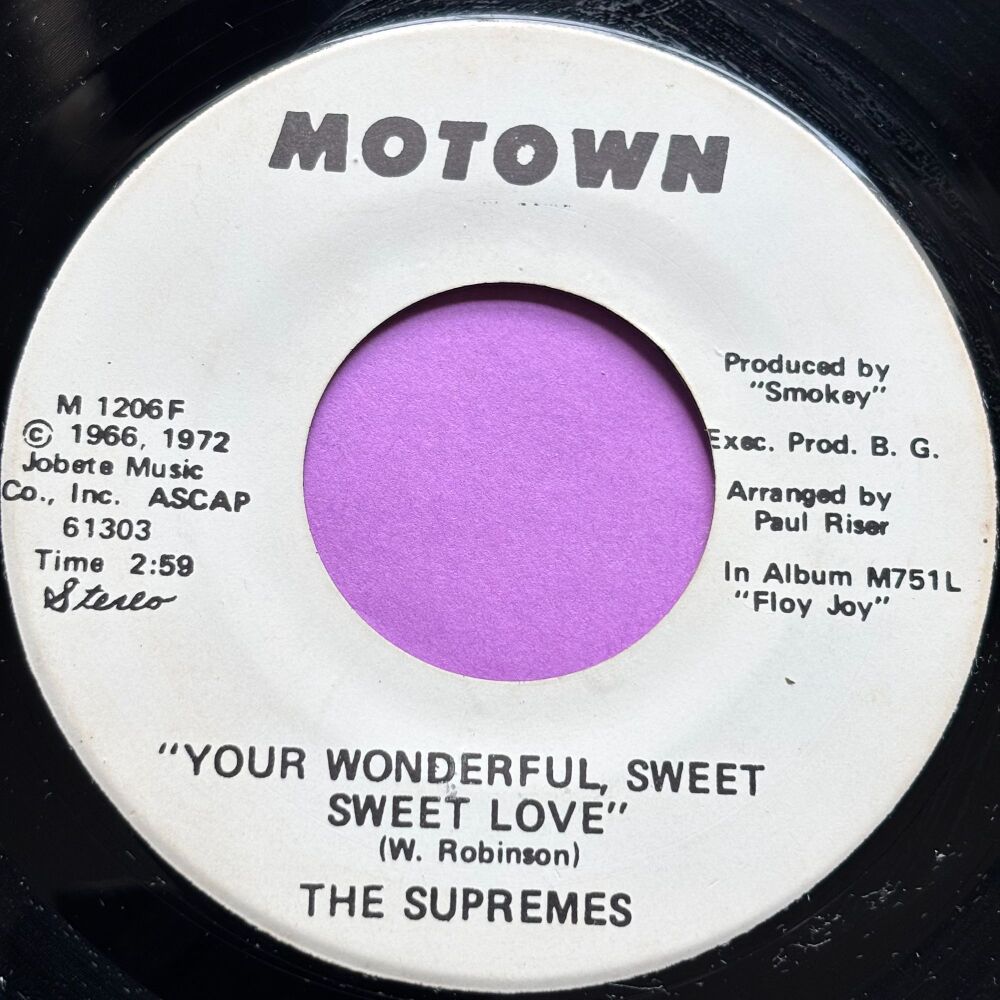 MOTOWN
M 1206F
© 1966, 1972
Jobete Music
Co., Inc. ASCAP
61303
Time 2:59
Stereo
Produced by
"Smokey"
Exec. Prod. B. G.
Arranged by
Paul Riser
In Album M751L
"Floy Joy"
"YOUR WONDERFUL, SWEET
SWEET LOVE"
(W. Robinson)
THE SUPREMES